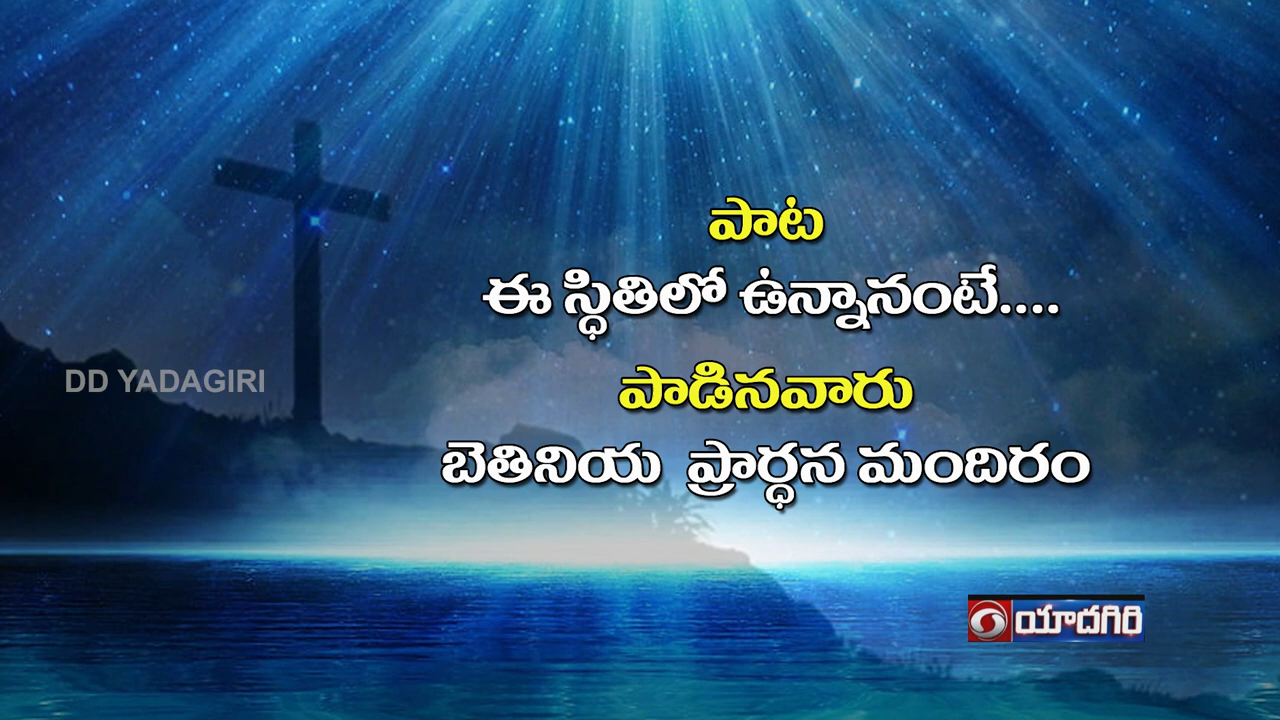 పాట
ఈ స్ధితిలో ఉన్నానంటే....
DD YADAGIRI
పాడినవారు
బెతినియ ప్రార్ధన మందిరం
యాదగిరి